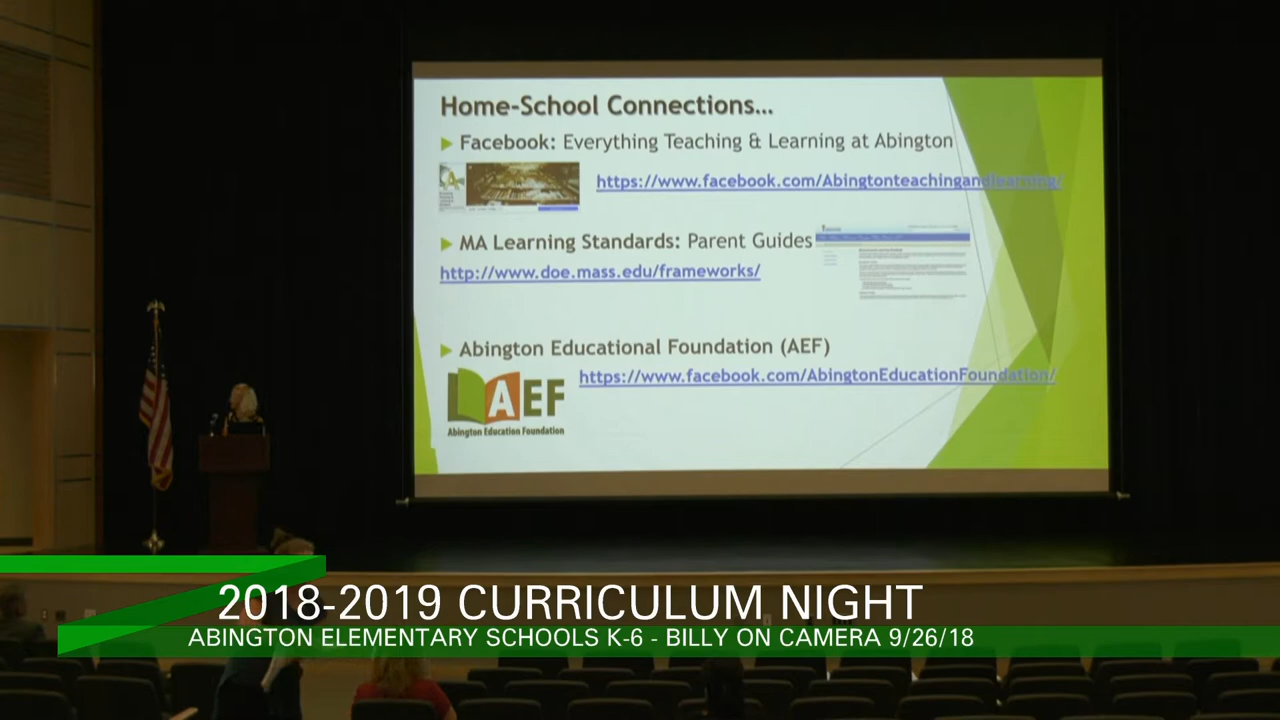 Home-School Connections...
Facebook: Everything Teaching & Learning at Abington
https://www.facebook.com/Abingtonteachingandlearning/
MA Learning Standards: Parent Guides
http://www.doe.mass.edu/frameworks/
Abington Educational Foundation (AEF)
https://www.facebook.com/AbingtonEducationFoundation/
AEF
Abington Education Foundation
2018-2019 CURRICULUM NIGHT
ABINGTON ELEMENTARY SCHOOLS K-6 - BILLY ON CAMERA 9/26/18